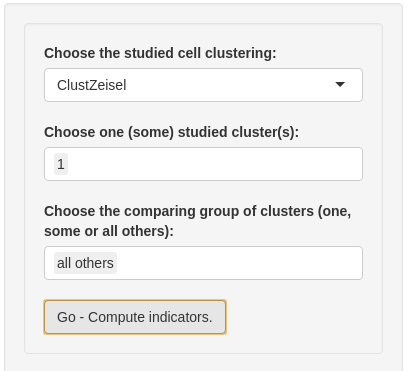 Choose the studied cell clustering:
ClustZeisel
Choose one (some) studied cluster(s):
1
Choose the comparing group of clusters (one,
some or all others):
all others
Go - Compute indicators.